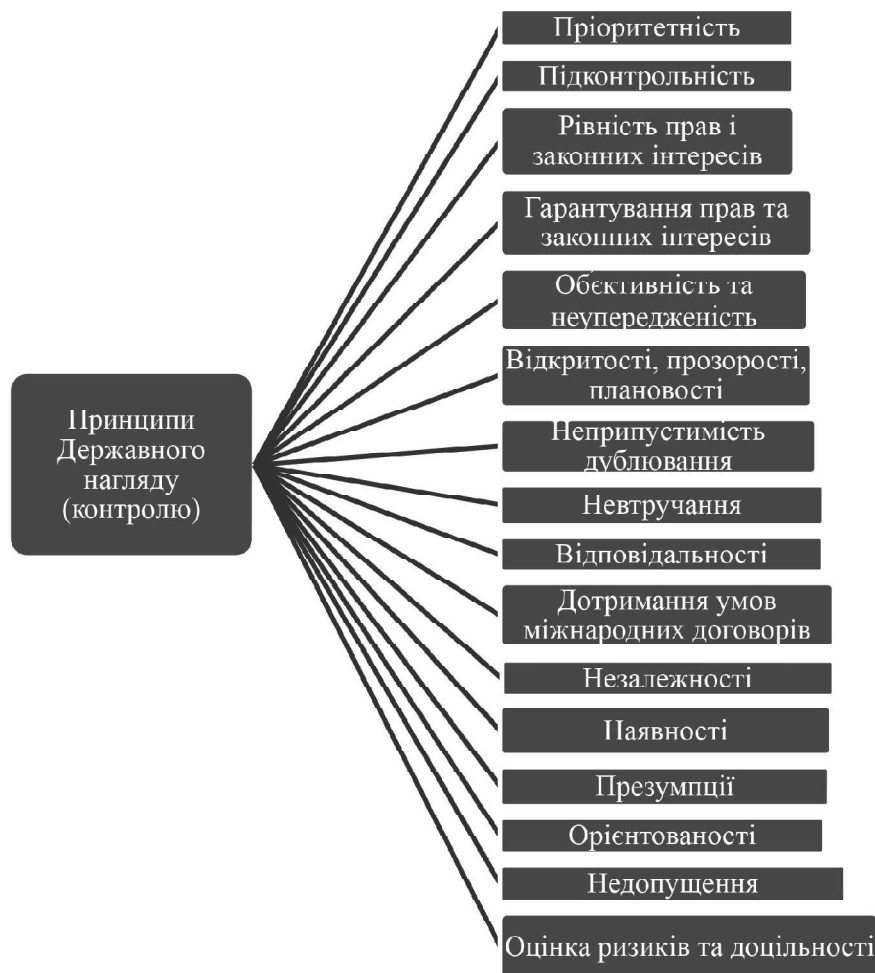 Пріоритетність
Підконтрольність
Рівність прав і
законних інтересів
Гарантування прав та
законних інтересів
Обєктивність та
неупередженість
Відкритості, прозорості,
плановості
Принципи
Державного
нагляду
(контролю)
Неприпустимість
дублювання
Невтручання
Відповідальності
Дотримання умов
міжнародних договорів
Незалежності
Наявності
Презумпції
Орієнтованості
Недопущення
Оцінка ризиків та доцільності